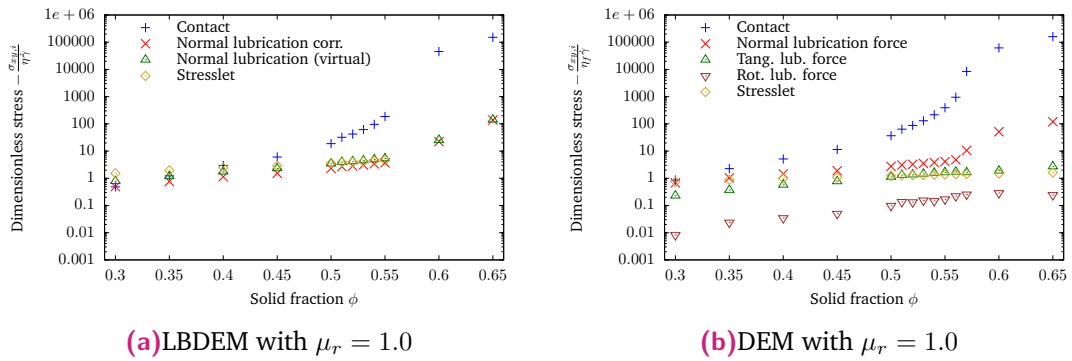 Dimensionless stress − σxy,i / ηγ̇
1e + 06
100000
10000
1000
100
10
1
0.1
0.01
0.001
Contact
Normal lubrication corr.
Normal lubrication (virtual)
Stresslet
0.3 0.35 0.4 0.45 0.5 0.55 0.6 0.65
Solid fraction ϕ
(a)LBDEM with μr = 1.0
Dimensionless stress − σxy,i / ηfγ̇
1e + 06
100000
10000
1000
100
10
1
0.1
0.01
0.001
Contact
Normal lubrication force
Tang. lub. force
Rot. lub. force
Stresslet
0.3 0.35 0.4 0.45 0.5 0.55 0.6 0.65
Solid fraction ϕ
(b)DEM with μr = 1.0